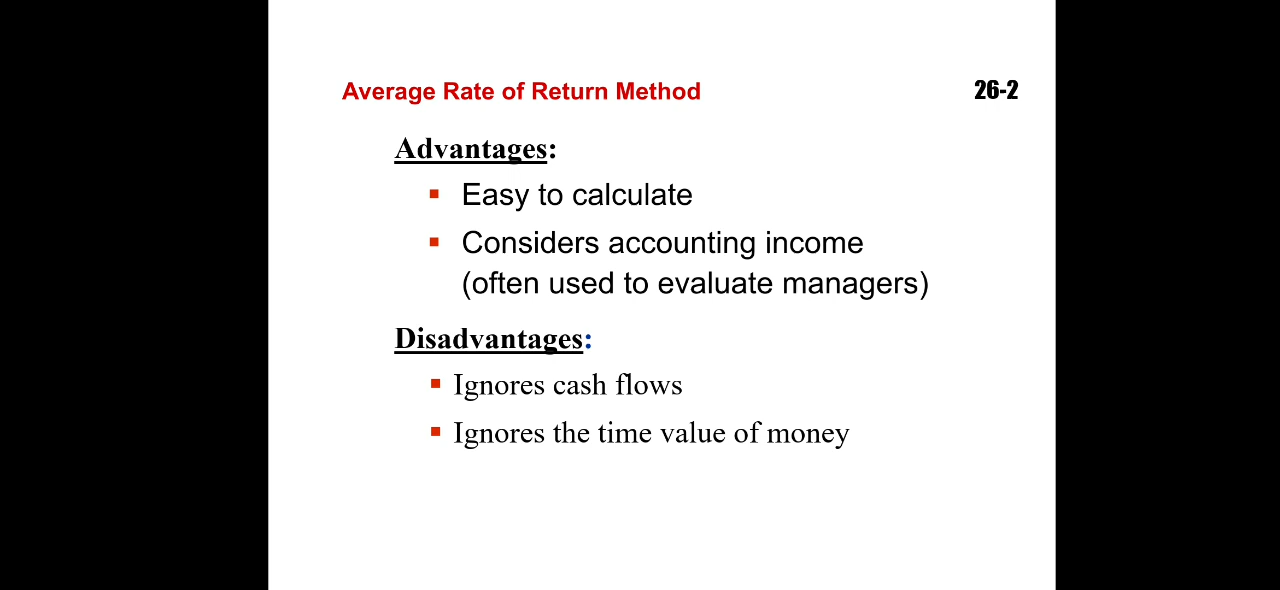 Average Rate of Return Method 26-2
Advantages:
▪ Easy to calculate
▪ Considers accounting income
(often used to evaluate managers)
Disadvantages:
▪ Ignores cash flows
▪ Ignores the time value of money